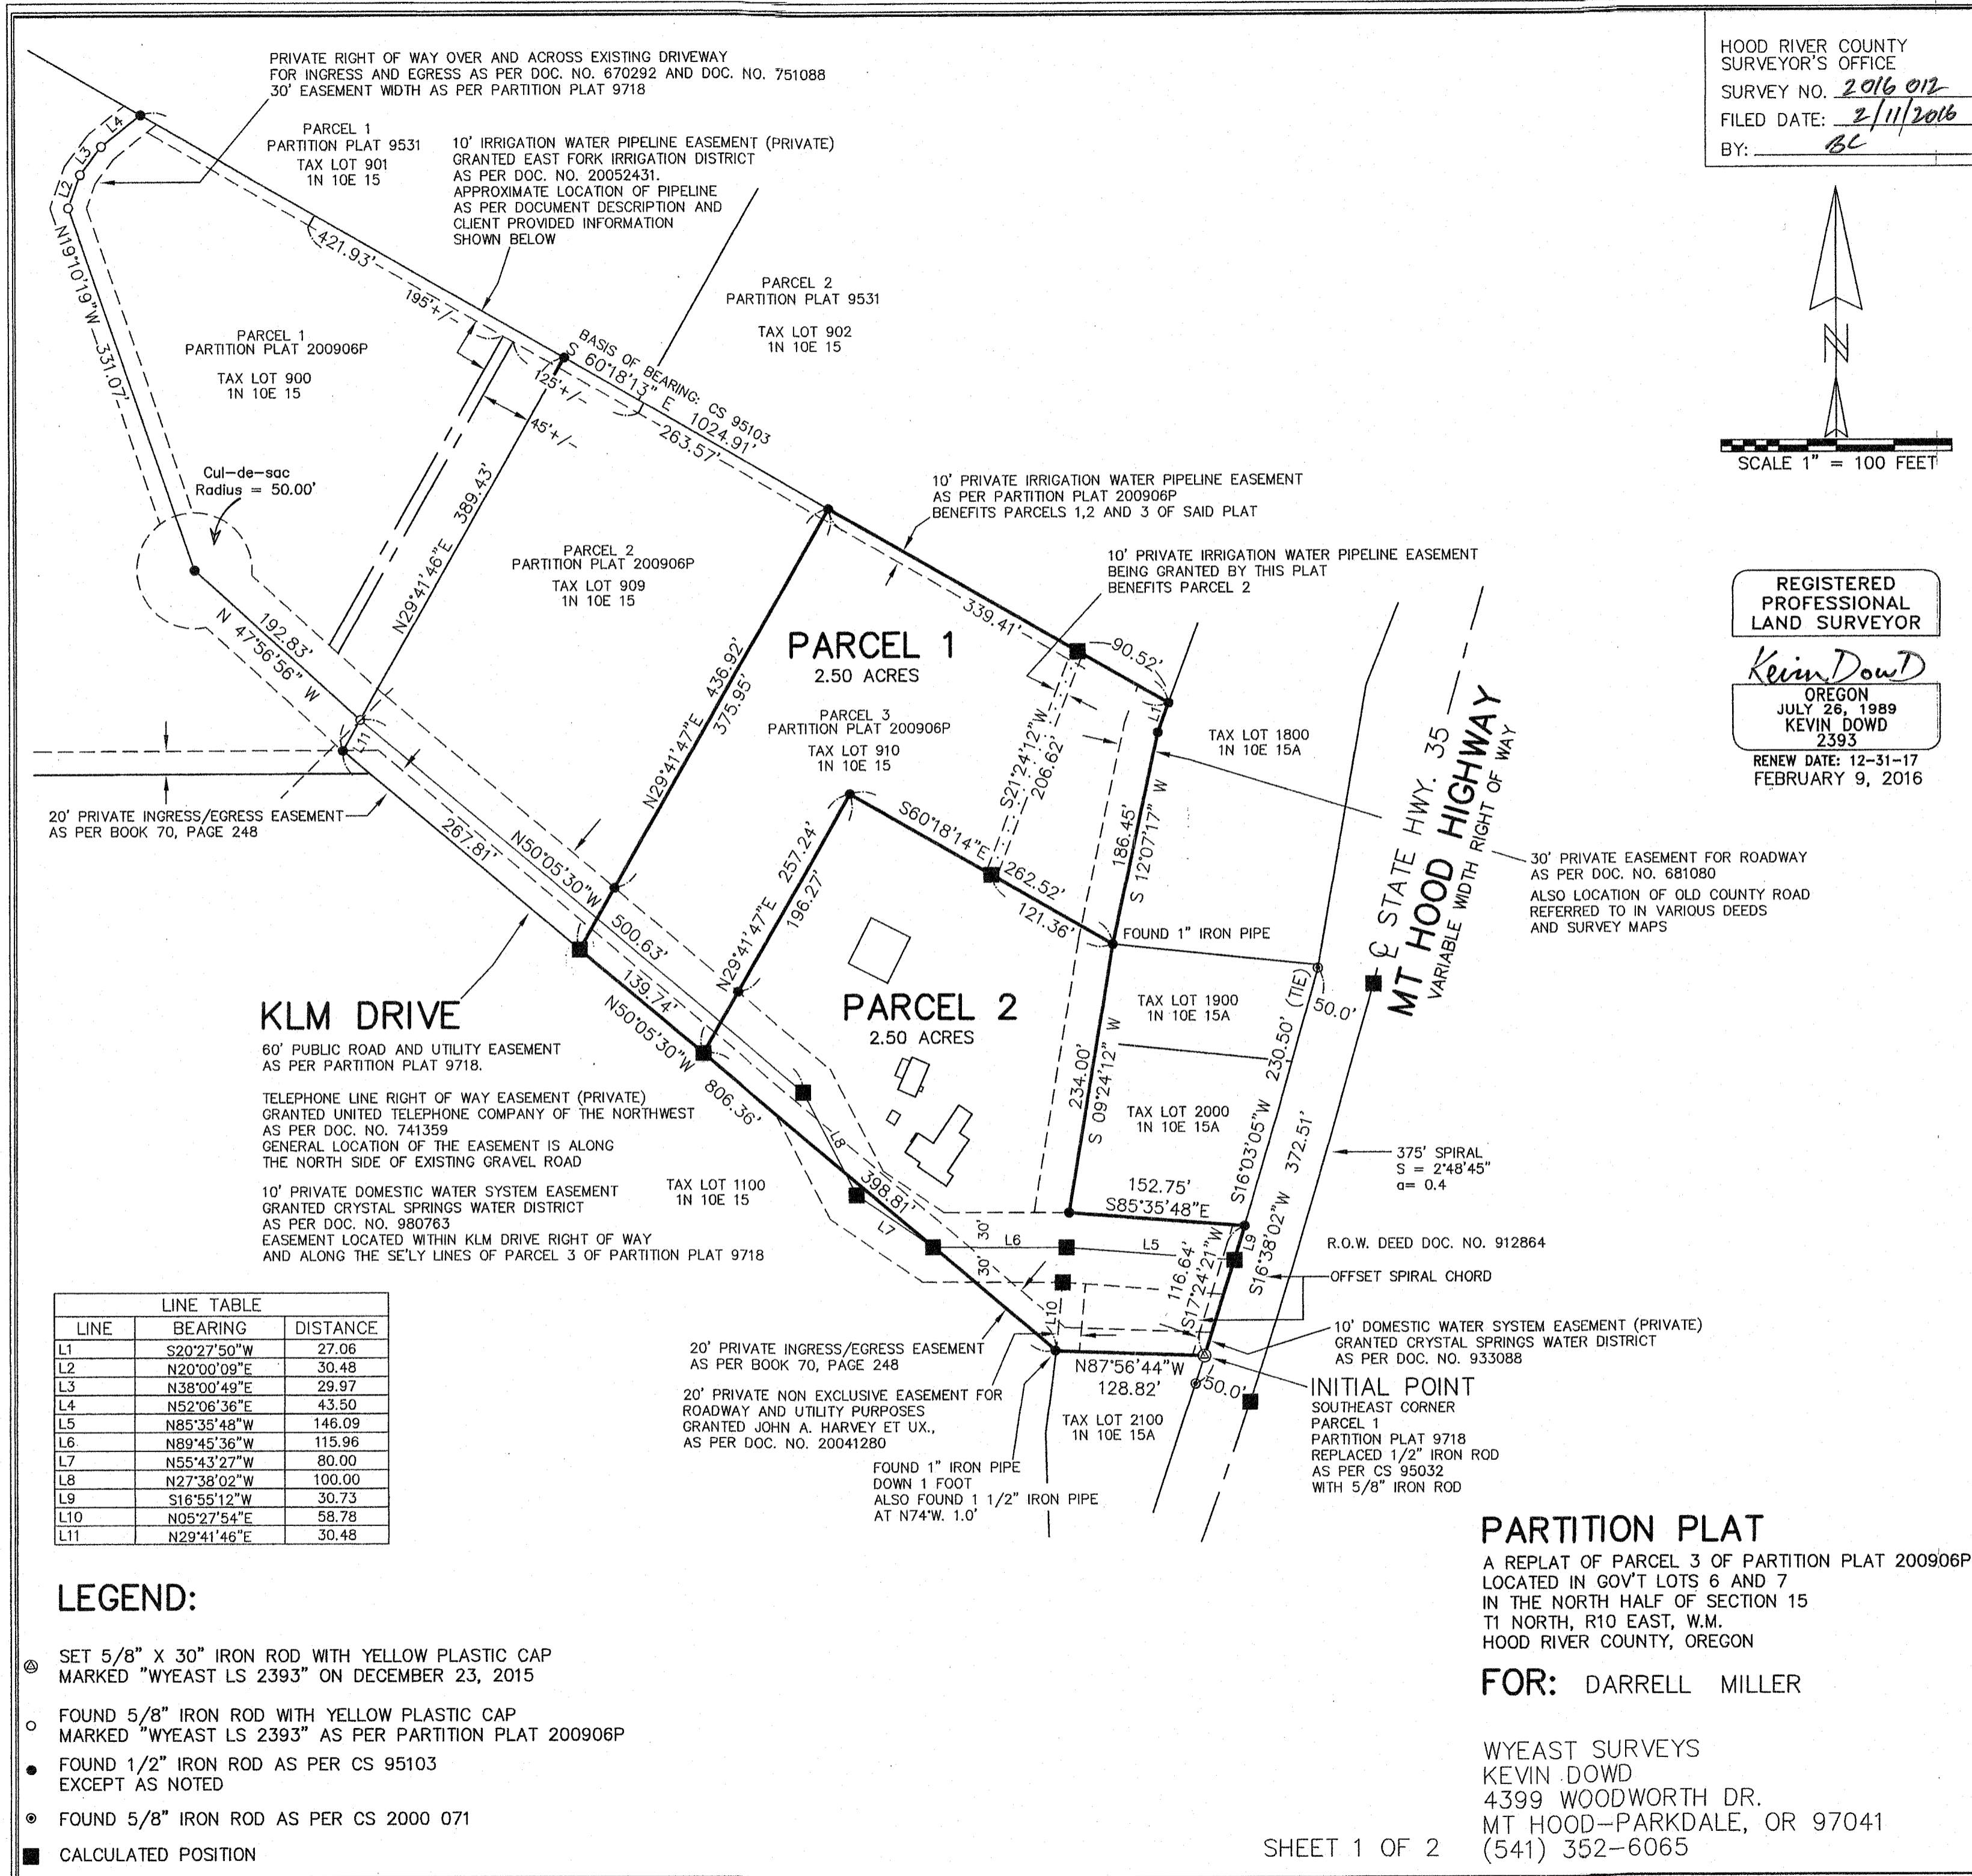 HOOD RIVER COUNTY
SURVEYOR'S OFFICE
SURVEY NO. 2016 012
FILED DATE: 2/11/2016
BY: BC
PRIVATE RIGHT OF WAY OVER AND ACROSS EXISTING DRIVEWAY
FOR INGRESS AND EGRESS AS PER DOC. NO. 670292 AND DOC. NO. 751088
30' EASEMENT WIDTH AS PER PARTITION PLAT 9718
L4
L3
L2
PARCEL 1
PARTITION PLAT 9531
TAX LOT 901
1N 10E 15
10' IRRIGATION WATER PIPELINE EASEMENT (PRIVATE)
GRANTED EAST FORK IRRIGATION DISTRICT
AS PER DOC. NO. 20052431.
APPROXIMATE LOCATION OF PIPELINE
AS PER DOCUMENT DESCRIPTION AND
CLIENT PROVIDED INFORMATION
SHOWN BELOW
N19°10'19"W 331.07'
421.93'
195'+/-
PARCEL 2
PARTITION PLAT 9531
TAX LOT 902
1N 10E 15
PARCEL 1
PARTITION PLAT 200906P
TAX LOT 900
1N 10E 15
BASIS OF BEARING: CS 95103
S 60°18'13" E 1024.91'
125'+/-
263.57'
45'+/-
N
SCALE 1" = 100 FEET
Cul-de-sac
Radius = 50.00'
N29°41'46"E 389.43'
PARCEL 2
PARTITION PLAT 200906P
TAX LOT 909
1N 10E 15
10' PRIVATE IRRIGATION WATER PIPELINE EASEMENT
AS PER PARTITION PLAT 200906P
BENEFITS PARCELS 1,2 AND 3 OF SAID PLAT
10' PRIVATE IRRIGATION WATER PIPELINE EASEMENT
BEING GRANTED BY THIS PLAT
BENEFITS PARCEL 2
REGISTERED
PROFESSIONAL
LAND SURVEYOR
Kevin Dowd
OREGON
JULY 26, 1989
KEVIN DOWD
2393
RENEW DATE: 12-31-17
FEBRUARY 9, 2016
192.83'
N 47°56'56" W
339.41'
90.52'
PARCEL 1
2.50 ACRES
PARCEL 3
PARTITION PLAT 200906P
TAX LOT 910
1N 10E 15
N29°41'47"E 436.92'
375.95'
S21°24'12"W
206.62'
L1
TAX LOT 1800
1N 10E 15A
186.45'
S 12°07'17" W
L11
20' PRIVATE INGRESS/EGRESS EASEMENT
AS PER BOOK 70, PAGE 248
267.81'
N50°05'30"W 500.63'
N29°41'47"E 257.24'
196.27'
S60°18'14"E 262.52'
121.36'
FOUND 1" IRON PIPE
℄ STATE HWY. 35
MT HOOD HIGHWAY
VARIABLE WIDTH RIGHT OF WAY
30' PRIVATE EASEMENT FOR ROADWAY
AS PER DOC. NO. 681080
ALSO LOCATION OF OLD COUNTY ROAD
REFERRED TO IN VARIOUS DEEDS
AND SURVEY MAPS
KLM DRIVE
60' PUBLIC ROAD AND UTILITY EASEMENT
AS PER PARTITION PLAT 9718.
TELEPHONE LINE RIGHT OF WAY EASEMENT (PRIVATE)
GRANTED UNITED TELEPHONE COMPANY OF THE NORTHWEST
AS PER DOC. NO. 741359
GENERAL LOCATION OF THE EASEMENT IS ALONG
THE NORTH SIDE OF EXISTING GRAVEL ROAD
10' PRIVATE DOMESTIC WATER SYSTEM EASEMENT
GRANTED CRYSTAL SPRINGS WATER DISTRICT
AS PER DOC. NO. 980763
EASEMENT LOCATED WITHIN KLM DRIVE RIGHT OF WAY
AND ALONG THE SE'LY LINES OF PARCEL 3 OF PARTITION PLAT 9718
139.74'
N50°05'30"W 806.36'
PARCEL 2
2.50 ACRES
TAX LOT 1900
1N 10E 15A
50.0'
234.00'
S 09°24'12" W
S16°03'05"W 230.50' (TIE)
TAX LOT 2000
1N 10E 15A
L8
398.81'
L7
TAX LOT 1100
1N 10E 15
S16°38'02"W 372.51'
375' SPIRAL
S = 2°48'45"
a= 0.4
152.75'
S85°35'48"E
L6
L5
L9
30'
30'
116.64'
S17°24'21"W
L10
R.O.W. DEED DOC. NO. 912864
OFFSET SPIRAL CHORD
10' DOMESTIC WATER SYSTEM EASEMENT (PRIVATE)
GRANTED CRYSTAL SPRINGS WATER DISTRICT
AS PER DOC. NO. 933088
20' PRIVATE INGRESS/EGRESS EASEMENT
AS PER BOOK 70, PAGE 248
20' PRIVATE NON EXCLUSIVE EASEMENT FOR
ROADWAY AND UTILITY PURPOSES
GRANTED JOHN A. HARVEY ET UX.,
AS PER DOC. NO. 20041280
N87°56'44"W
128.82'
50.0'
TAX LOT 2100
1N 10E 15A
INITIAL POINT
SOUTHEAST CORNER
PARCEL 1
PARTITION PLAT 9718
REPLACED 1/2" IRON ROD
AS PER CS 95032
WITH 5/8" IRON ROD
FOUND 1" IRON PIPE
DOWN 1 FOOT
ALSO FOUND 1 1/2" IRON PIPE
AT N74°W. 1.0'
LINE TABLE
LINE BEARING DISTANCE
L1 S20°27'50"W 27.06
L2 N20°00'09"E 30.48
L3 N38°00'49"E 29.97
L4 N52°06'36"E 43.50
L5 N85°35'48"W 146.09
L6 N89°45'36"W 115.96
L7 N55°43'27"W 80.00
L8 N27°38'02"W 100.00
L9 S16°55'12"W 30.73
L10 N05°27'54"E 58.78
L11 N29°41'46"E 30.48
LEGEND:
SET 5/8" X 30" IRON ROD WITH YELLOW PLASTIC CAP
MARKED "WYEAST LS 2393" ON DECEMBER 23, 2015
FOUND 5/8" IRON ROD WITH YELLOW PLASTIC CAP
MARKED "WYEAST LS 2393" AS PER PARTITION PLAT 200906P
FOUND 1/2" IRON ROD AS PER CS 95103
EXCEPT AS NOTED
FOUND 5/8" IRON ROD AS PER CS 2000 071
CALCULATED POSITION
PARTITION PLAT
A REPLAT OF PARCEL 3 OF PARTITION PLAT 200906P
LOCATED IN GOV'T LOTS 6 AND 7
IN THE NORTH HALF OF SECTION 15
T1 NORTH, R10 EAST, W.M.
HOOD RIVER COUNTY, OREGON
FOR: DARRELL MILLER
WYEAST SURVEYS
KEVIN DOWD
4399 WOODWORTH DR.
MT HOOD-PARKDALE, OR 97041
(541) 352-6065
SHEET 1 OF 2